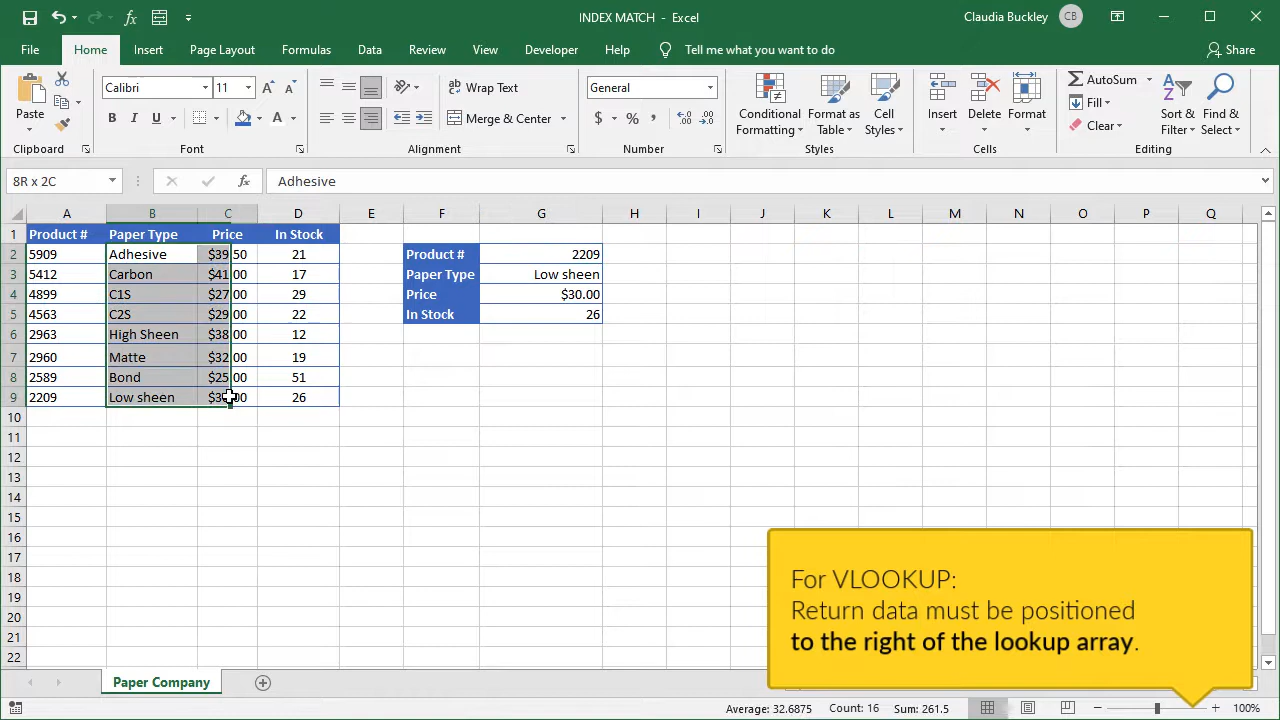 INDEX MATCH - Excel
Claudia Buckley CB
File Home Insert Page Layout Formulas Data Review View Developer Help Tell me what you want to do Share
Paste
Clipboard
Calibri 11
B I U
Font
Wrap Text
Merge & Center
Alignment
General
$ % ,
Number
Conditional Formatting
Format as Table
Cell Styles
Styles
Insert Delete Format
Cells
AutoSum
Fill
Clear
Sort & Filter
Find & Select
Editing
8R x 2C fx Adhesive
A B C D E F G H I J K L M N O P Q
1 Product # Paper Type Price In Stock
2 5909 Adhesive $39.50 21 Product # 2209
3 5412 Carbon $41.00 17 Paper Type Low sheen
4 4899 C1S $27.00 29 Price $30.00
5 4563 C2S $29.00 22 In Stock 26
6 2963 High Sheen $38.00 12
7 2960 Matte $32.00 19
8 2589 Bond $25.00 51
9 2209 Low sheen 26
10
11
12
13
14
15
16
17
18
19
20
21
22
For VLOOKUP:
Return data must be positioned
to the right of the lookup array.
Paper Company
Average: 32.6875 Count: 16 Sum: 261.5 100%